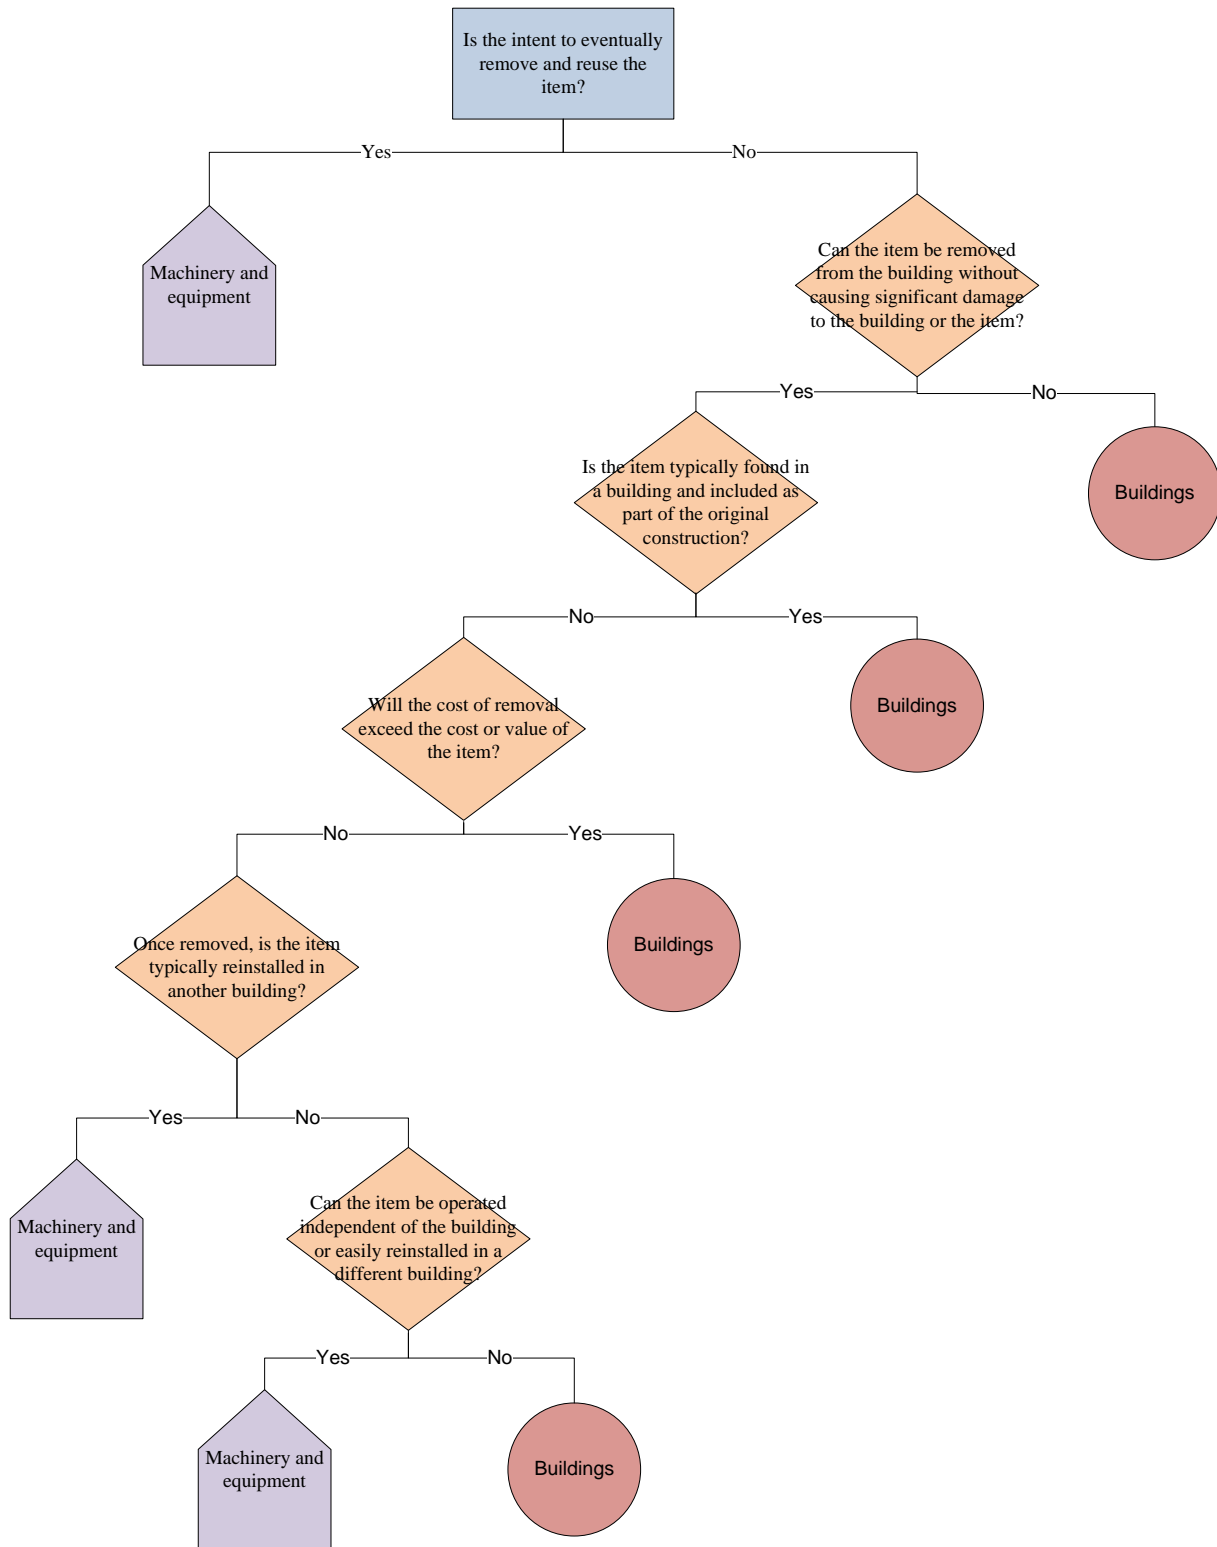 Is the intent to eventually
remove and reuse the
item?
Yes
No
Machinery and
equipment
Can the item be removed
from the building without
causing significant damage
to the building or the item?
Yes
No
Is the item typically found in
a building and included as
part of the original
construction?
Buildings
No
Yes
Will the cost of removal
exceed the cost or value of
the item?
Buildings
No
Yes
Once removed, is the item
typically reinstalled in
another building?
Buildings
Yes
No
Machinery and
equipment
Can the item be operated
independent of the building
or easily reinstalled in a
different building?
Yes
No
Machinery and
equipment
Buildings